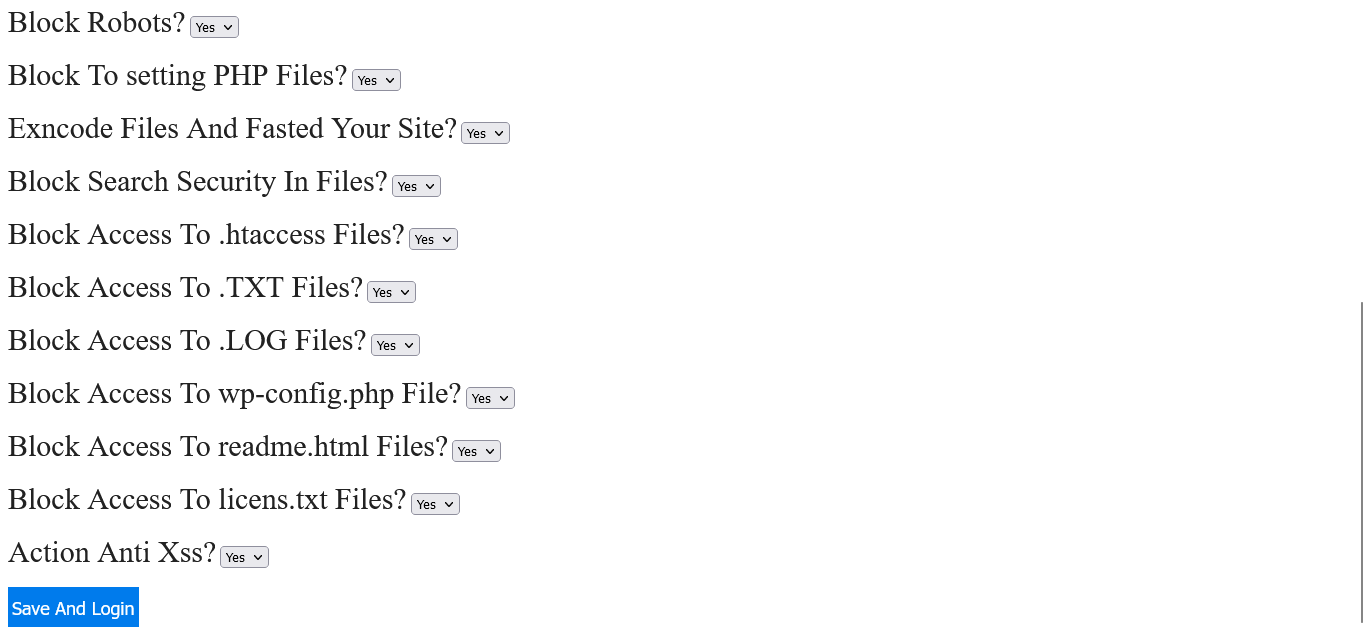 Block Robots? Yes
Block To setting PHP Files? Yes
Exncode Files And Fasted Your Site? Yes
Block Search Security In Files? Yes
Block Access To .htaccess Files? Yes
Block Access To .TXT Files? Yes
Block Access To .LOG Files? Yes
Block Access To wp-config.php File? Yes
Block Access To readme.html Files? Yes
Block Access To licens.txt Files? Yes
Action Anti Xss? Yes
Save And Login